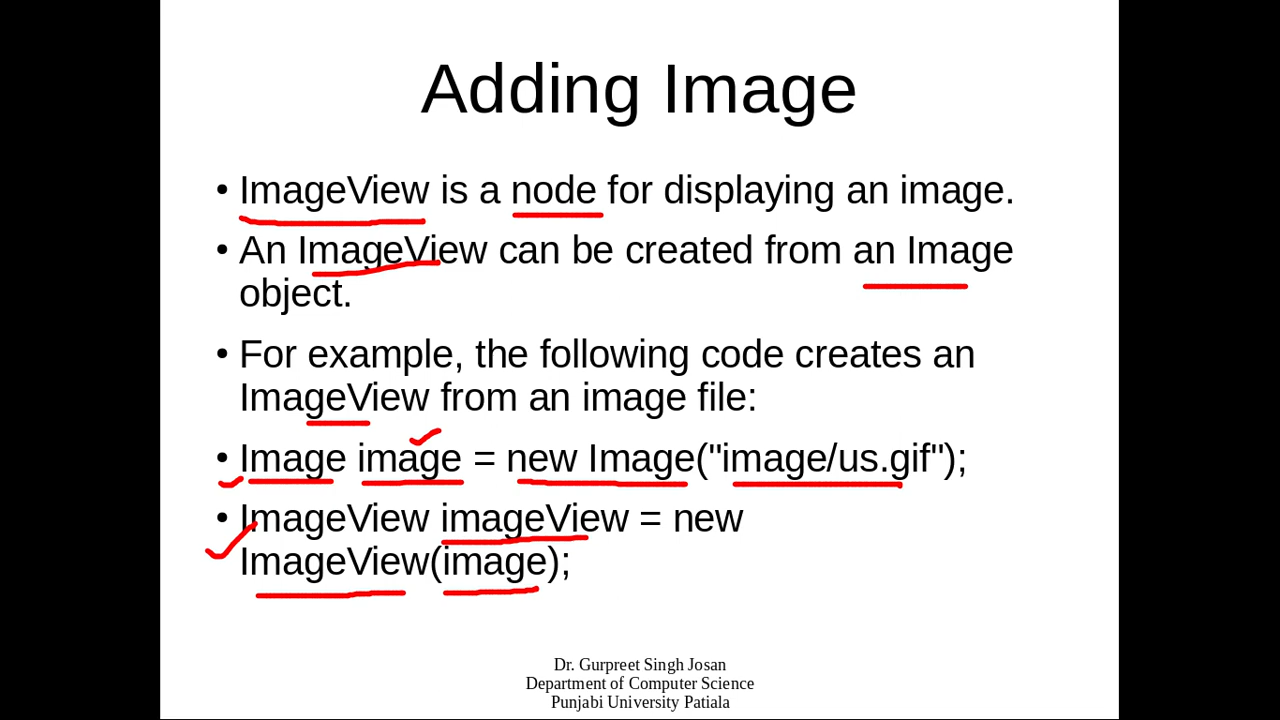 Adding Image
• ImageView is a node for displaying an image.
• An ImageView can be created from an Image
object.
• For example, the following code creates an
ImageView from an image file:
• Image image = new Image("image/us.gif");
• ImageView imageView = new
ImageView(image);
Dr. Gurpreet Singh Josan
Department of Computer Science
Punjabi University Patiala